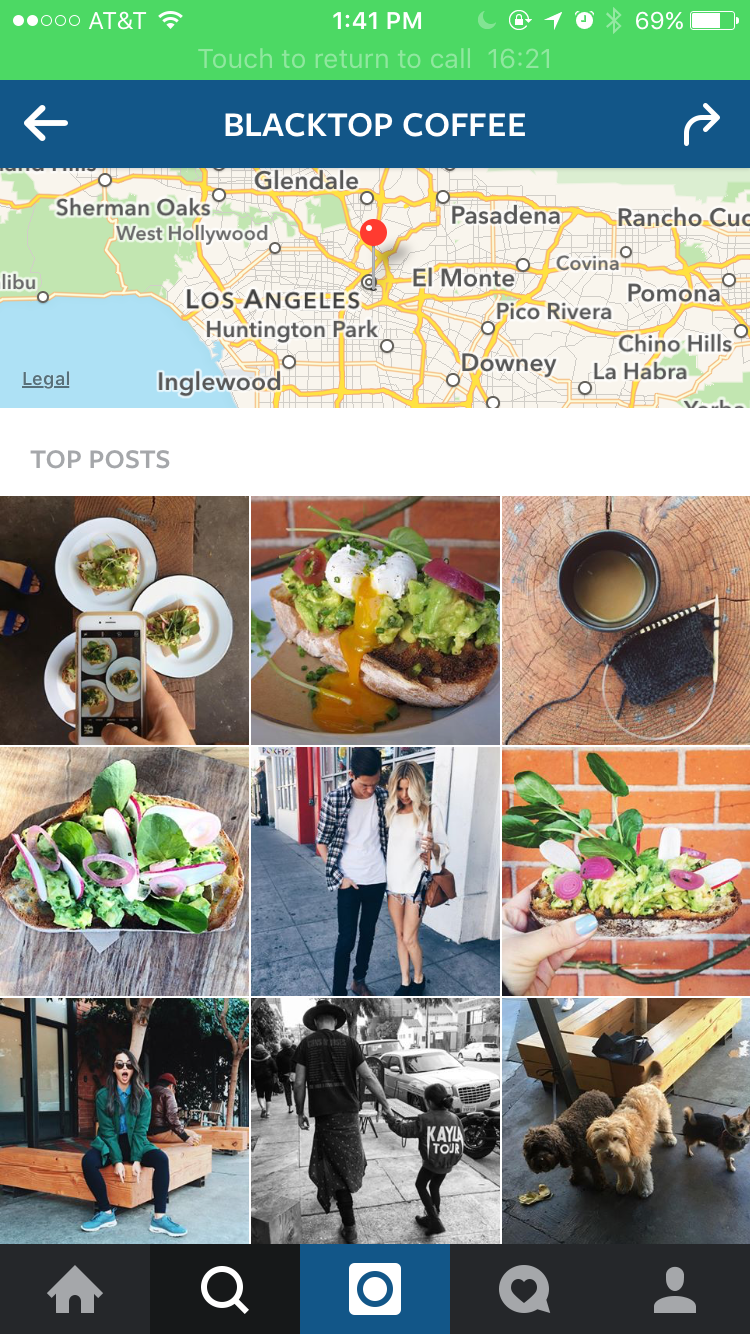 AT&T 1:41 PM 69%
Touch to return to call 16:21
BLACKTOP COFFEE
Glendale
Sherman Oaks
Pasadena
Rancho Cuc
West Hollywood
Covina
El Monte
libu
Pomona
LOS ANGELES
Pico Rivera
Huntington Park
Chino Hills
Downey
La Habra
Legal
Inglewood
TOP POSTS
KAYLA
TOUR